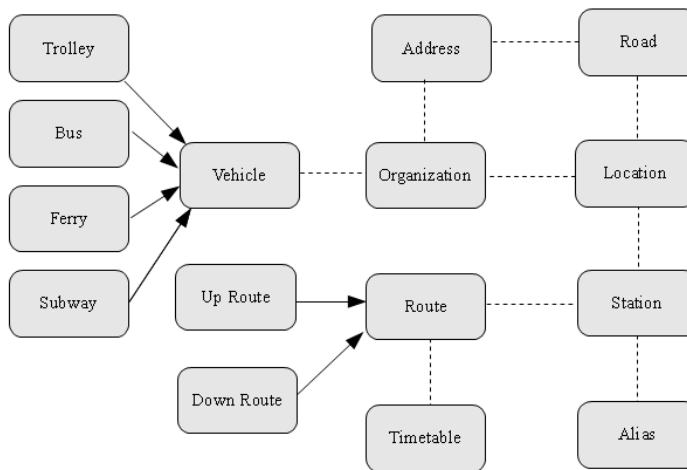 Trolley
Address
Road
Bus
Vehicle
Organization
Location
Ferry
Subway
Up Route
Route
Station
Down Route
Timetable
Alias